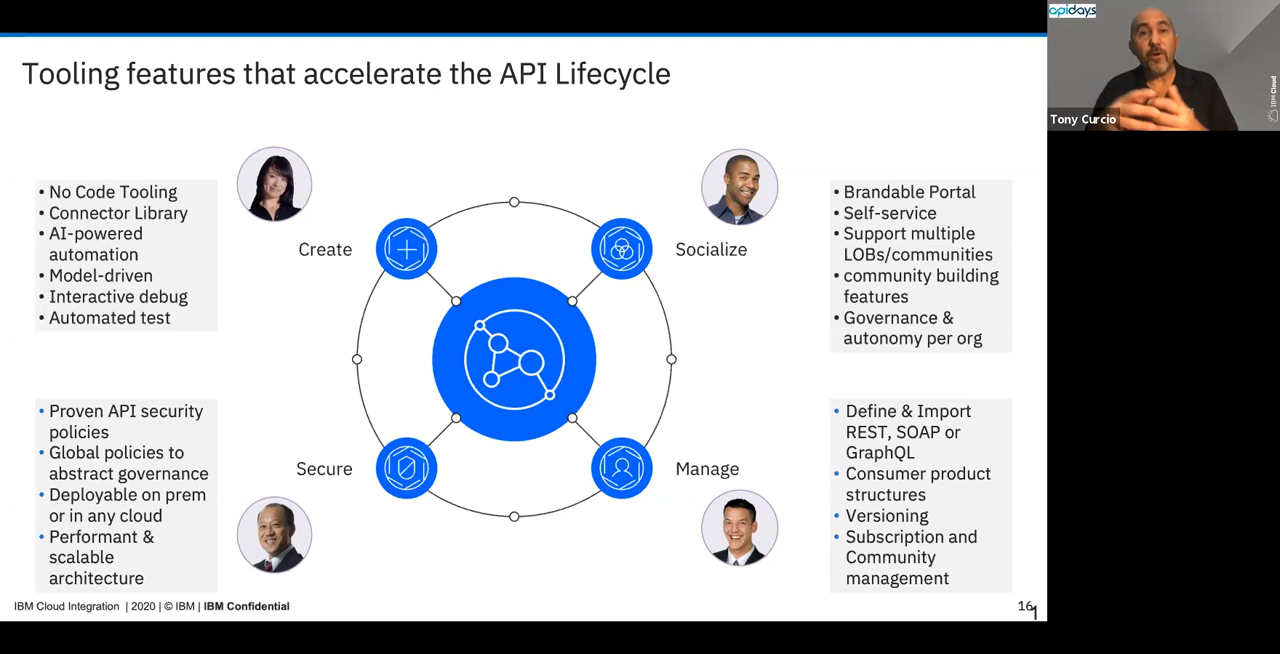 Tooling features that accelerate the API Lifecycle
apidays
Tony Curcio
IBM Cloud
• No Code Tooling
• Connector Library
• AI-powered
automation
• Model-driven
• Interactive debug
• Automated test
Create
Socialize
• Brandable Portal
• Self-service
• Support multiple
LOBs/communities
• community building
features
• Governance &
autonomy per org
• Proven API security
policies
• Global policies to
abstract governance
• Deployable on prem
or in any cloud
• Performant &
scalable
architecture
Secure
Manage
• Define & Import
REST, SOAP or
GraphQL
• Consumer product
structures
• Versioning
• Subscription and
Community
management
IBM Cloud Integration | 2020 | © IBM | IBM Confidential
16
1